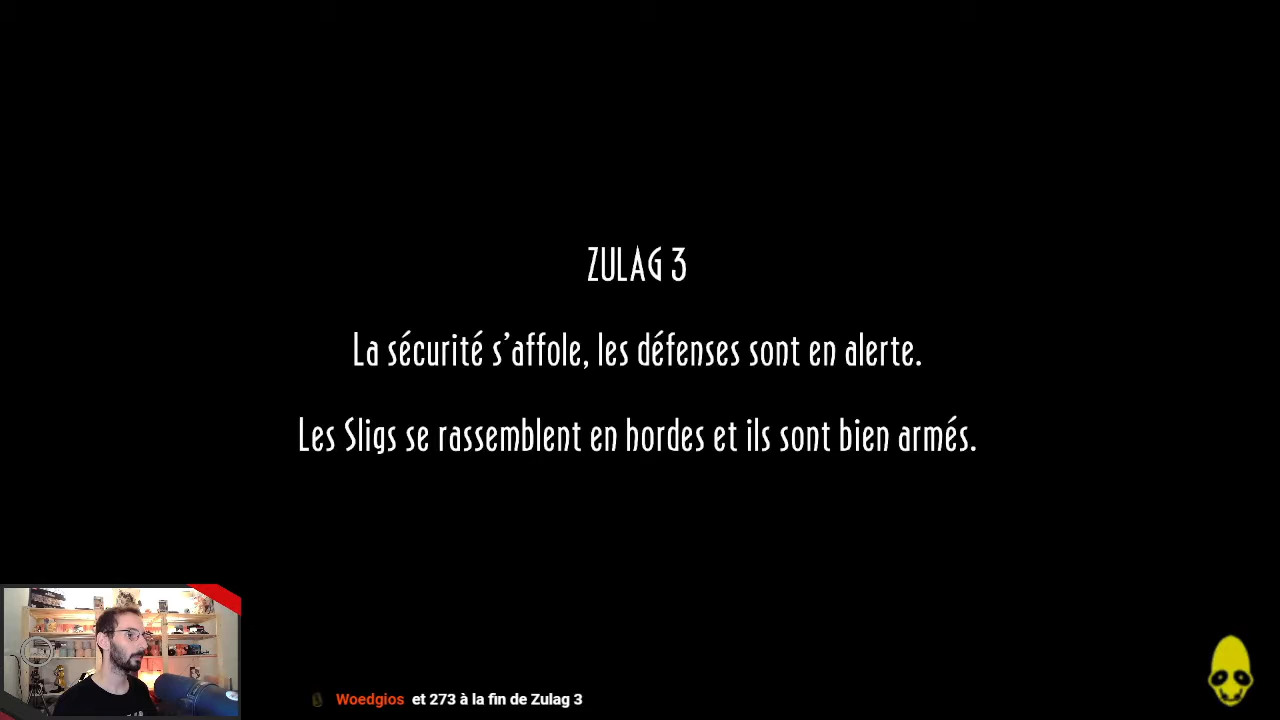 ZULAG 3
La sécurité s'affole, les défenses sont en alerte.
Les Sligs se rassemblent en hordes et ils sont bien armés.
Woedgios et 273 à la fin de Zulag 3